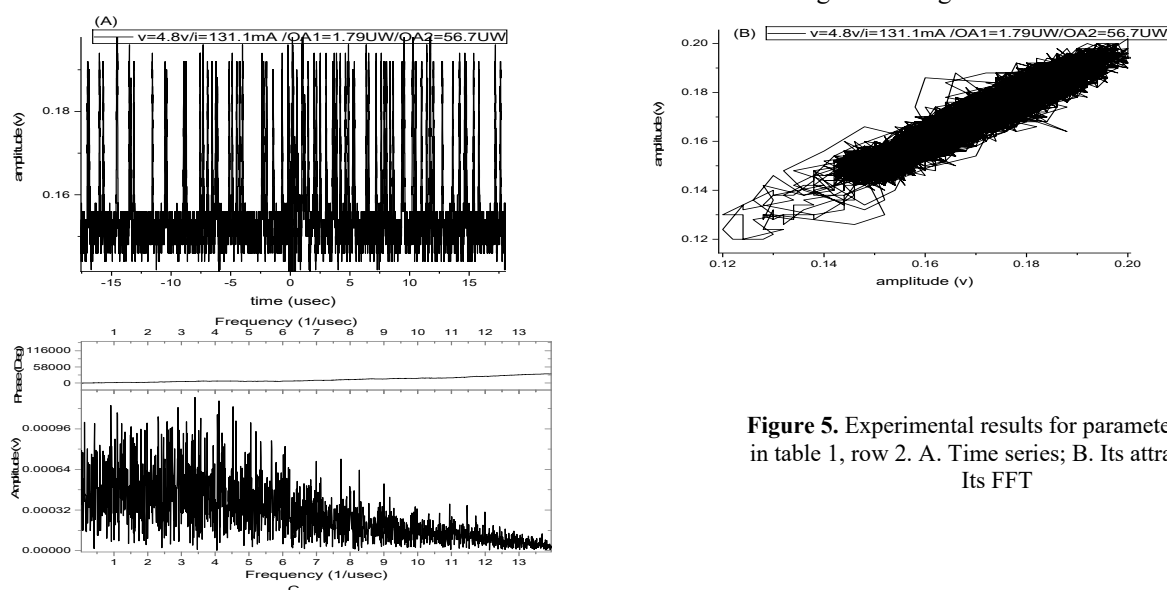 (A)
v=4.8v/i=131.1mA /OA1=1.79UW/OA2=56.7UW
0.18
0.16
amplitude(v)
-15 -10 -5 0 5 10 15
time (usec)
(B)
v=4.8v/i=131.1mA /OA1=1.79UW/OA2=56.7UW
0.20
0.18
0.16
0.14
0.12
amplitude(v)
0.12 0.14 0.16 0.18 0.20
amplitude (v)
Frequency (1/usec)
1 2 3 4 5 6 7 8 9 10 11 12 13
116000
58000
0
Phase(Deg)
0.00096
0.00064
0.00032
0.00000
Amplitude(v)
1 2 3 4 5 6 7 8 9 10 11 12 13
Frequency (1/usec)
Figure 5. Experimental results for paramete
in table 1, row 2. A. Time series; B. Its attra
Its FFT